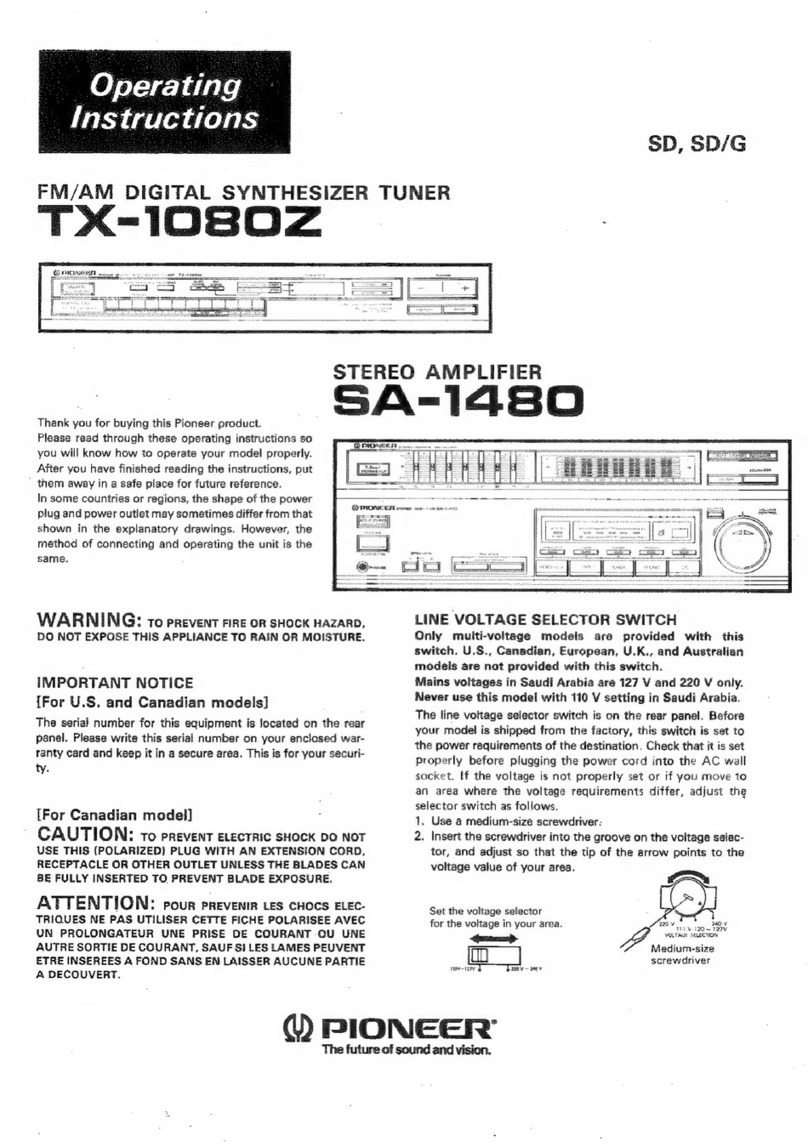 Operating
Instructions
SD, SD/G
FM/AM DIGITAL SYNTHESIZER TUNER
TX-1080Z
PIONEER
STEREO AMPLIFIER
SA-1480
Thank you for buying this Pioneer product.
Please read through these operating instructions so
you will know how to operate your model properly.
After you have finished reading the instructions, put
them away in a safe place for future reference.
In some countries or regions, the shape of the power
plug and power outlet may sometimes differ from that
shown in the explanatory drawings. However, the
method of connecting and operating the unit is the
same.
PIONEER
PIONEER
WARNING: TO PREVENT FIRE OR SHOCK HAZARD,
DO NOT EXPOSE THIS APPLIANCE TO RAIN OR MOISTURE.
IMPORTANT NOTICE
[For U.S. and Canadian models]
The serial number for this equipment is located on the rear
panel. Please write this serial number on your enclosed war-
ranty card and keep it in a secure area. This is for your securi-
ty.
[For Canadian model]
CAUTION: TO PREVENT ELECTRIC SHOCK DO NOT
USE THIS (POLARIZED) PLUG WITH AN EXTENSION CORD,
RECEPTACLE OR OTHER OUTLET UNLESS THE BLADES CAN
BE FULLY INSERTED TO PREVENT BLADE EXPOSURE.
ATTENTION: POUR PREVENIR LES CHOCS ELEC-
TRIQUES NE PAS UTILISER CETTE FICHE POLARISEE AVEC
UN PROLONGATEUR UNE PRISE DE COURANT OU UNE
AUTRE SORTIE DE COURANT, SAUF SI LES LAMES PEUVENT
ETRE INSEREES A FOND SANS EN LAISSER AUCUNE PARTIE
A DECOUVERT.
LINE VOLTAGE SELECTOR SWITCH
Only multi-voltage models are provided with this
switch. U.S., Canadian, European, U.K., and Australian
models are not provided with this switch.
Mains voltages in Saudi Arabia are 127 V and 220 V only.
Never use this model with 110 V setting in Saudi Arabia.
The line voltage selector switch is on the rear panel. Before
your model is shipped from the factory, this switch is set to
the power requirements of the destination. Check that it is set
properly before plugging the power cord into the AC wall
socket. If the voltage is not properly set or if you move to
an area where the voltage requirements differ, adjust the
selector switch as follows.
1. Use a medium-size screwdriver.
2. Insert the screwdriver into the groove on the voltage selec-
tor, and adjust so that the tip of the arrow points to the
voltage value of your area.
Set the voltage selector
for the voltage in your area.
110V-127V
220 V - 240 V
220 V
240 V
110 V 120 - 127V
VOLTAGE SELECTION
Medium-size
screwdriver
PIONEER®
The future of sound and vision.